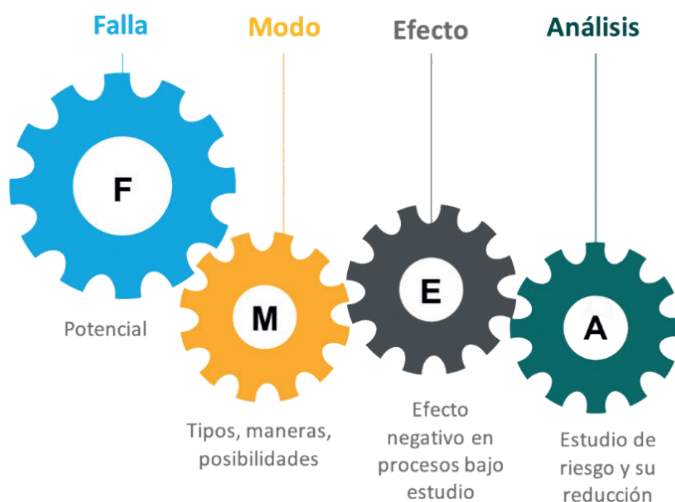 Falla
Modo
Efecto
Análisis
F
M
E
A
Potencial
Tipos, maneras,
posibilidades
Efecto
negativo en
procesos bajo
estudio
Estudio de
riesgo y su
reducción